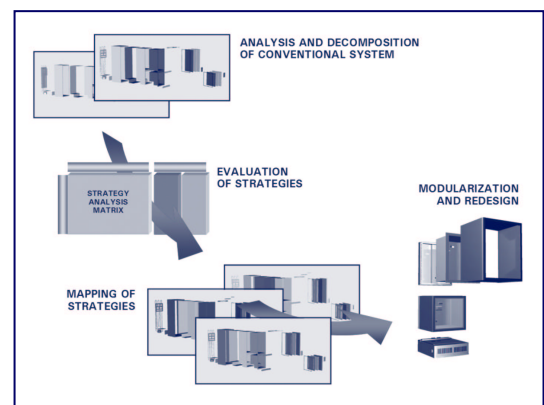 ANALYSIS AND DECOMPOSITION
OF CONVENTIONAL SYSTEM
EVALUATION
OF STRATEGIES
STRATEGY
ANALYSIS
MATRIX
MODULARIZATION
AND REDESIGN
MAPPING OF
STRATEGIES